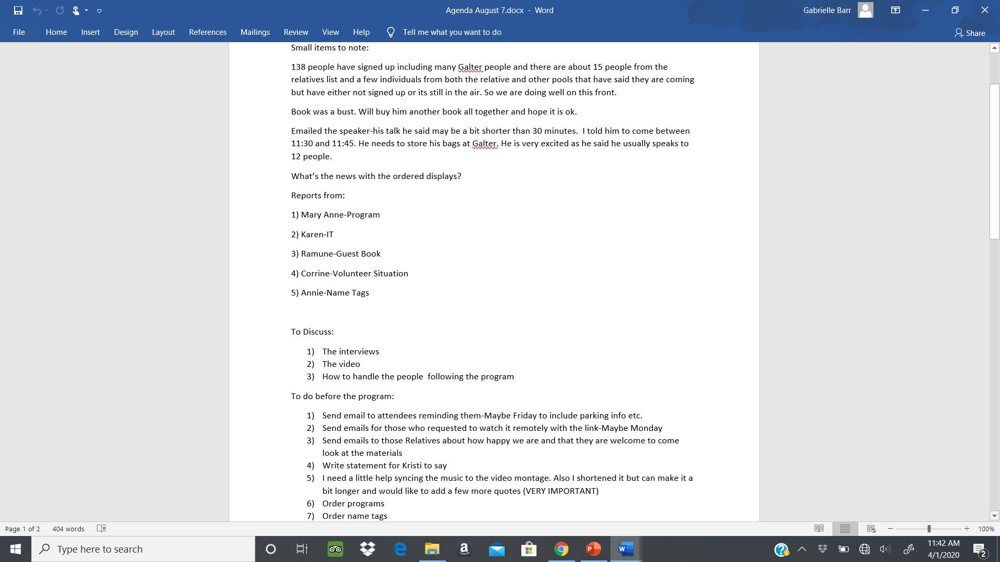 Agenda August 7.docx - Word
Gabrielle Barr
File Home Insert Design Layout References Mailings Review View Help Tell me what you want to do
Share
Small items to note:
138 people have signed up including many Galter people and there are about 15 people from the
relatives list and a few individuals from both the relative and other pools that have said they are coming
but have either not signed up or its still in the air. So we are doing well on this front.
Book was a bust. Will buy him another book all together and hope it is ok.
Emailed the speaker-his talk he said may be a bit shorter than 30 minutes.  I told him to come between
11:30 and 11:45. He needs to store his bags at Galter. He is very excited as he said he usually speaks to
12 people.
What’s the news with the ordered displays?
Reports from:
1) Mary Anne-Program
2) Karen-IT
3) Ramune-Guest Book
4) Corrine-Volunteer Situation
5) Annie-Name Tags
To Discuss:
1) The interviews
2) The video
3) How to handle the people  following the program
To do before the program:
1) Send email to attendees reminding them-Maybe Friday to include parking info etc.
2) Send emails for those who requested to watch it remotely with the link-Maybe Monday
3) Send emails to those Relatives about how happy we are and that they are welcome to come
look at the materials
4) Write statement for Kristi to say
5) I need a little help syncing the music to the video montage. Also I shortened it but can make it a
bit longer and would like to add a few more quotes (VERY IMPORTANT)
6) Order programs
7) Order name tags
Page 1 of 2 404 words
100%
Type here to search
11:42 AM
4/1/2020
2